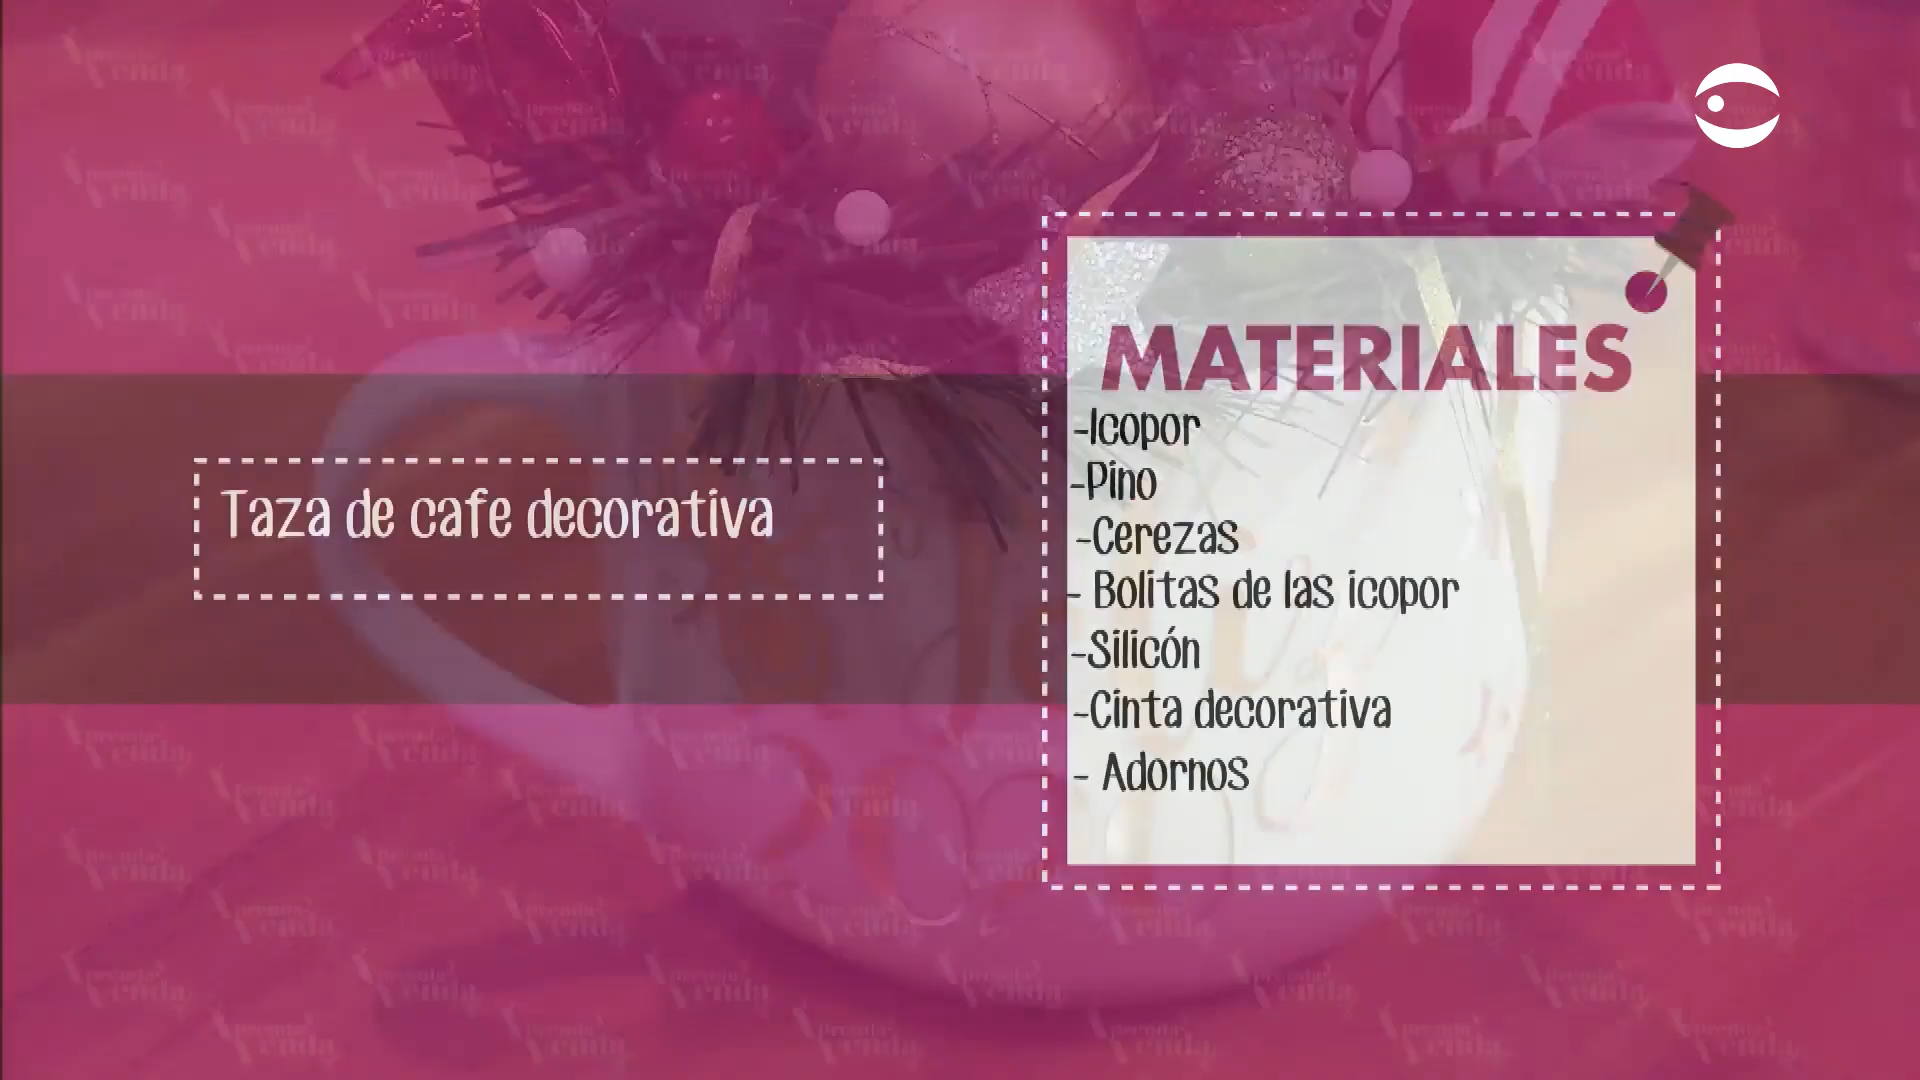 Taza de cafe decorativa
MATERIALES
-Icopor
-Pino
-Cerezas
- Bolitas de las icopor
-Silicón
-Cinta decorativa
- Adornos